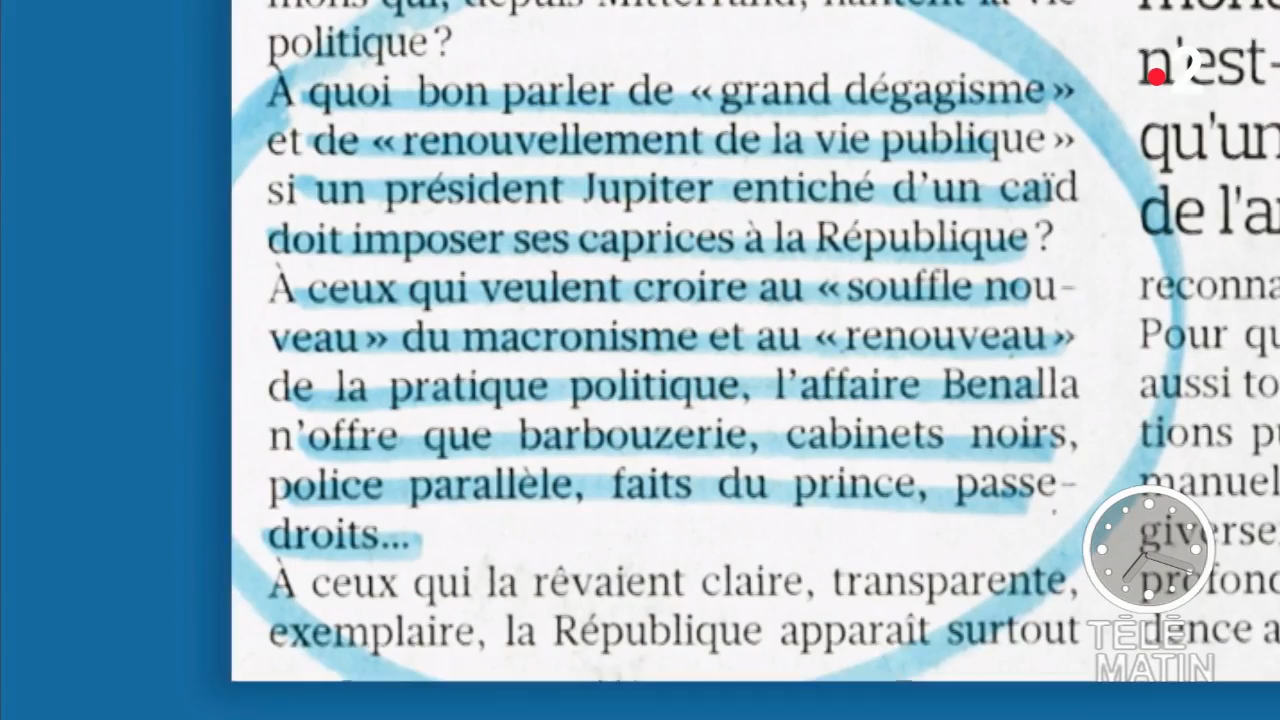 politique ?
À quoi bon parler de « grand dégagisme »
et de « renouvellement de la vie publique »
si un président Jupiter entiché d’un caïd
doit imposer ses caprices à la République ?
À ceux qui veulent croire au « souffle nou-
veau » du macronisme et au « renouveau »
de la pratique politique, l’affaire Benalla
n’offre que barbouzerie, cabinets noirs,
police parallèle, faits du prince, passe-
droits...
À ceux qui la rêvaient claire, transparente,
exemplaire, la République apparaît surtout
n'est-
qu'un
de l'a
reconna
Pour qu
aussi to
tions p
manuel
giverse
profond
dence a
2
TÉLÉ
MATIN